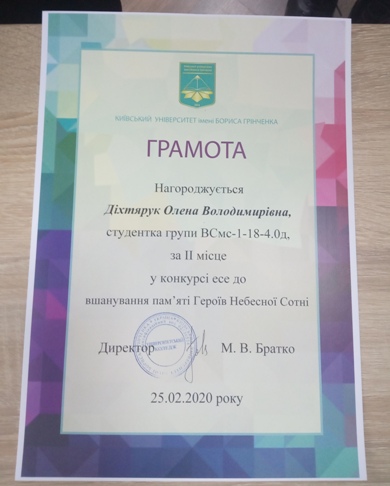 КИЇВСЬКИЙ УНІВЕРСИТЕТ імені БОРИСА ГРІНЧЕНКА
ГРАМОТА
Нагороджується
Діхтярук Олена Володимирівна,
студентка групи ВСмс-1-18-4.0д,
за ІІ місце
у конкурсі есе до
вшанування пам’яті Героїв Небесної Сотні
Директор М. В. Братко
25.02.2020 року